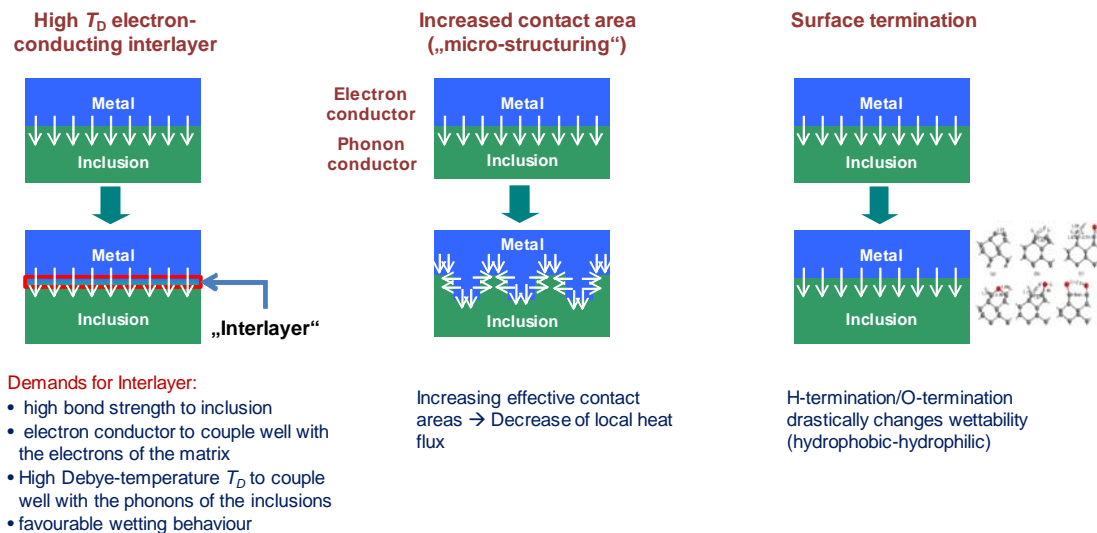 High T_D electron-
conducting interlayer
Metal
Inclusion
Metal
Inclusion
„Interlayer“
Demands for Interlayer:
• high bond strength to inclusion
• electron conductor to couple well with
the electrons of the matrix
• High Debye-temperature T_D to couple
well with the phonons of the inclusions
• favourable wetting behaviour
Increased contact area
(„micro-structuring“)
Electron
conductor
Phonon
conductor
Metal
Inclusion
Metal
Inclusion
Increasing effective contact
areas → Decrease of local heat
flux
Surface termination
Metal
Inclusion
Metal
Inclusion
H-termination/O-termination
drastically changes wettability
(hydrophobic-hydrophilic)